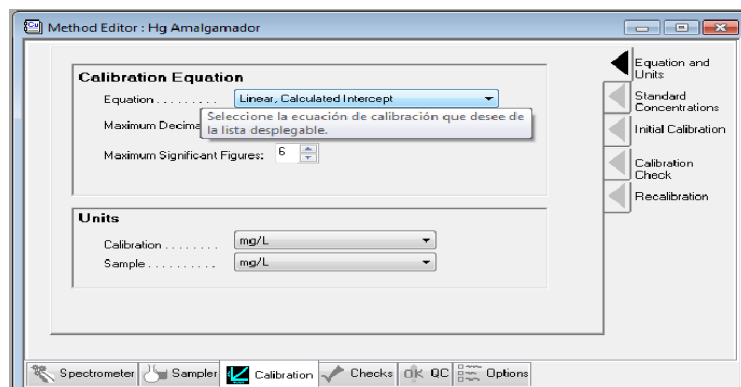 Method Editor : Hg Amalgamador
Calibration Equation
Equation . . . . . . . . . Linear, Calculated Intercept
Seleccione la ecuación de calibración que desee de
la lista desplegable.
Maximum Decima
Maximum Significant Figures: 6
Units
Calibration . . . . . . . . mg/L
Sample . . . . . . . . . . mg/L
Equation and
Units
Standard
Concentrations
Initial Calibration
Calibration
Check
Recalibration
Spectrometer Sampler Calibration Checks OK QC Options